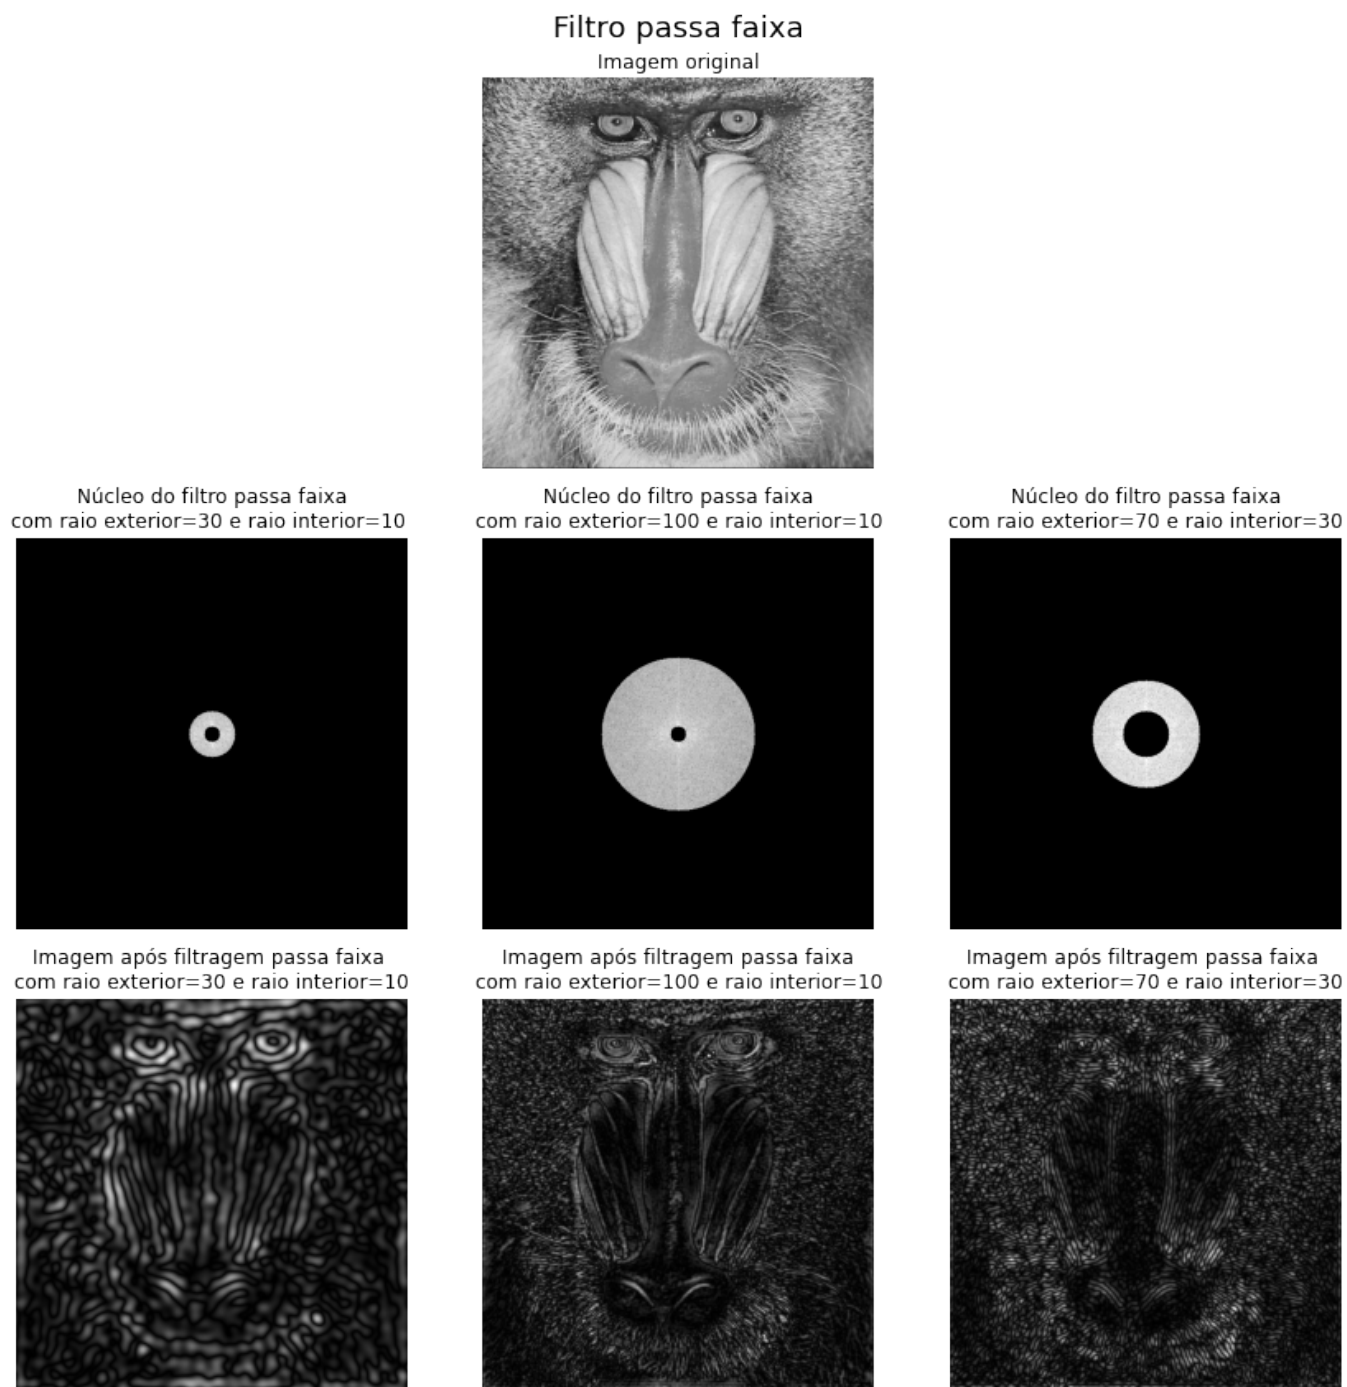 Filtro passa faixa
Imagem original
Núcleo do filtro passa faixa
com raio exterior=30 e raio interior=10
Núcleo do filtro passa faixa
com raio exterior=100 e raio interior=10
Núcleo do filtro passa faixa
com raio exterior=70 e raio interior=30
Imagem após filtragem passa faixa
com raio exterior=30 e raio interior=10
Imagem após filtragem passa faixa
com raio exterior=100 e raio interior=10
Imagem após filtragem passa faixa
com raio exterior=70 e raio interior=30